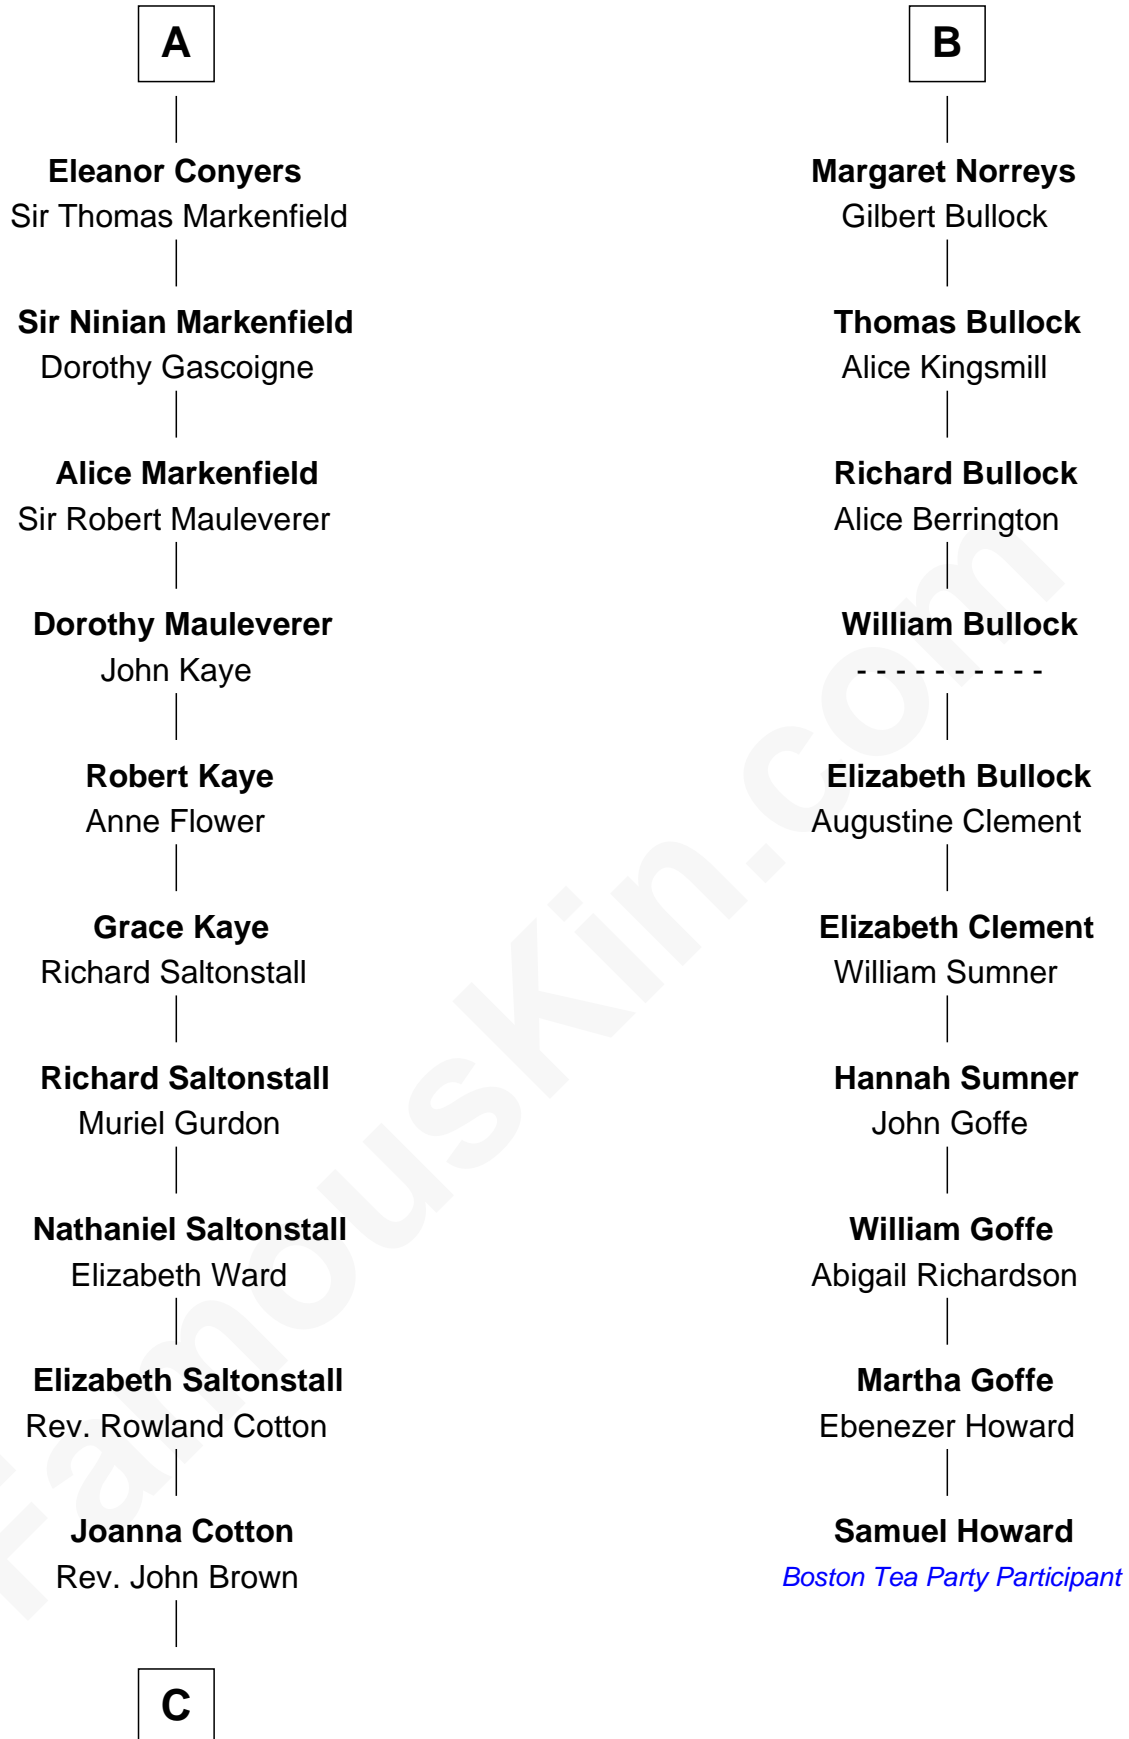 A
Eleanor Conyers
Sir Thomas Markenfield
Sir Ninian Markenfield
Dorothy Gascoigne
Alice Markenfield
Sir Robert Mauleverer
Dorothy Mauleverer
John Kaye
Robert Kaye
Anne Flower
Grace Kaye
Richard Saltonstall
Richard Saltonstall
Muriel Gurdon
Nathaniel Saltonstall
Elizabeth Ward
Elizabeth Saltonstall
Rev. Rowland Cotton
Joanna Cotton
Rev. John Brown
C
B
Margaret Norreys
Gilbert Bullock
Thomas Bullock
Alice Kingsmill
Richard Bullock
Alice Berrington
William Bullock
- - - - - - - - - -
Elizabeth Bullock
Augustine Clement
Elizabeth Clement
William Sumner
Hannah Sumner
John Goffe
William Goffe
Abigail Richardson
Martha Goffe
Ebenezer Howard
Samuel Howard
Boston Tea Party Participant
FamousKin.com